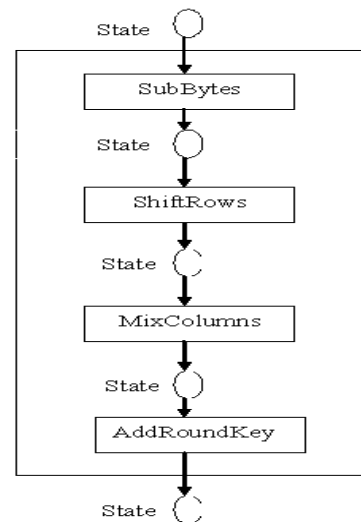 State
SubBytes
State
ShiftRows
State
MixColumns
State
AddRoundKey
State